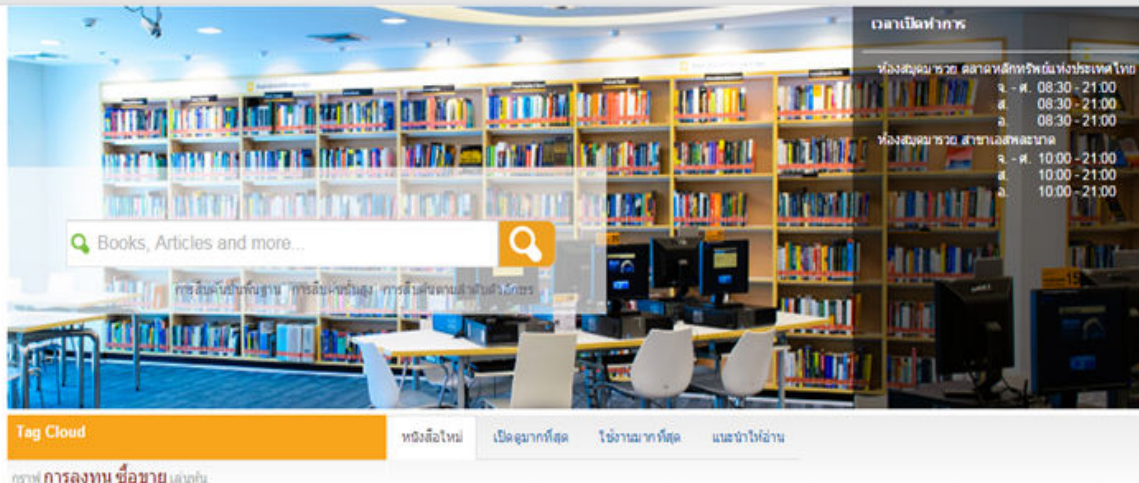 เวลาเปิดทำการ
ห้องสมุดมารวย ตลาดหลักทรัพย์แห่งประเทศไทย
จ. - ศ. 08:30 - 21:00
ส. 08:30 - 21:00
อ. 08:30 - 21:00
ห้องสมุดมารวย สาขาเอสพละนาด
จ. - ศ. 10:00 - 21:00
ส. 10:00 - 21:00
อ. 10:00 - 21:00
Books, Articles and more...
การสืบค้นขั้นพื้นฐาน การสืบค้นขั้นสูง การสืบค้นตามลำดับตัวอักษร
15
Tag Cloud
หนังสือใหม่ เปิดดูมากที่สุด ใช้งานมากที่สุด แนะนำให้อ่าน
กราฟ การลงทุน ซื้อขาย เล่นหุ้น